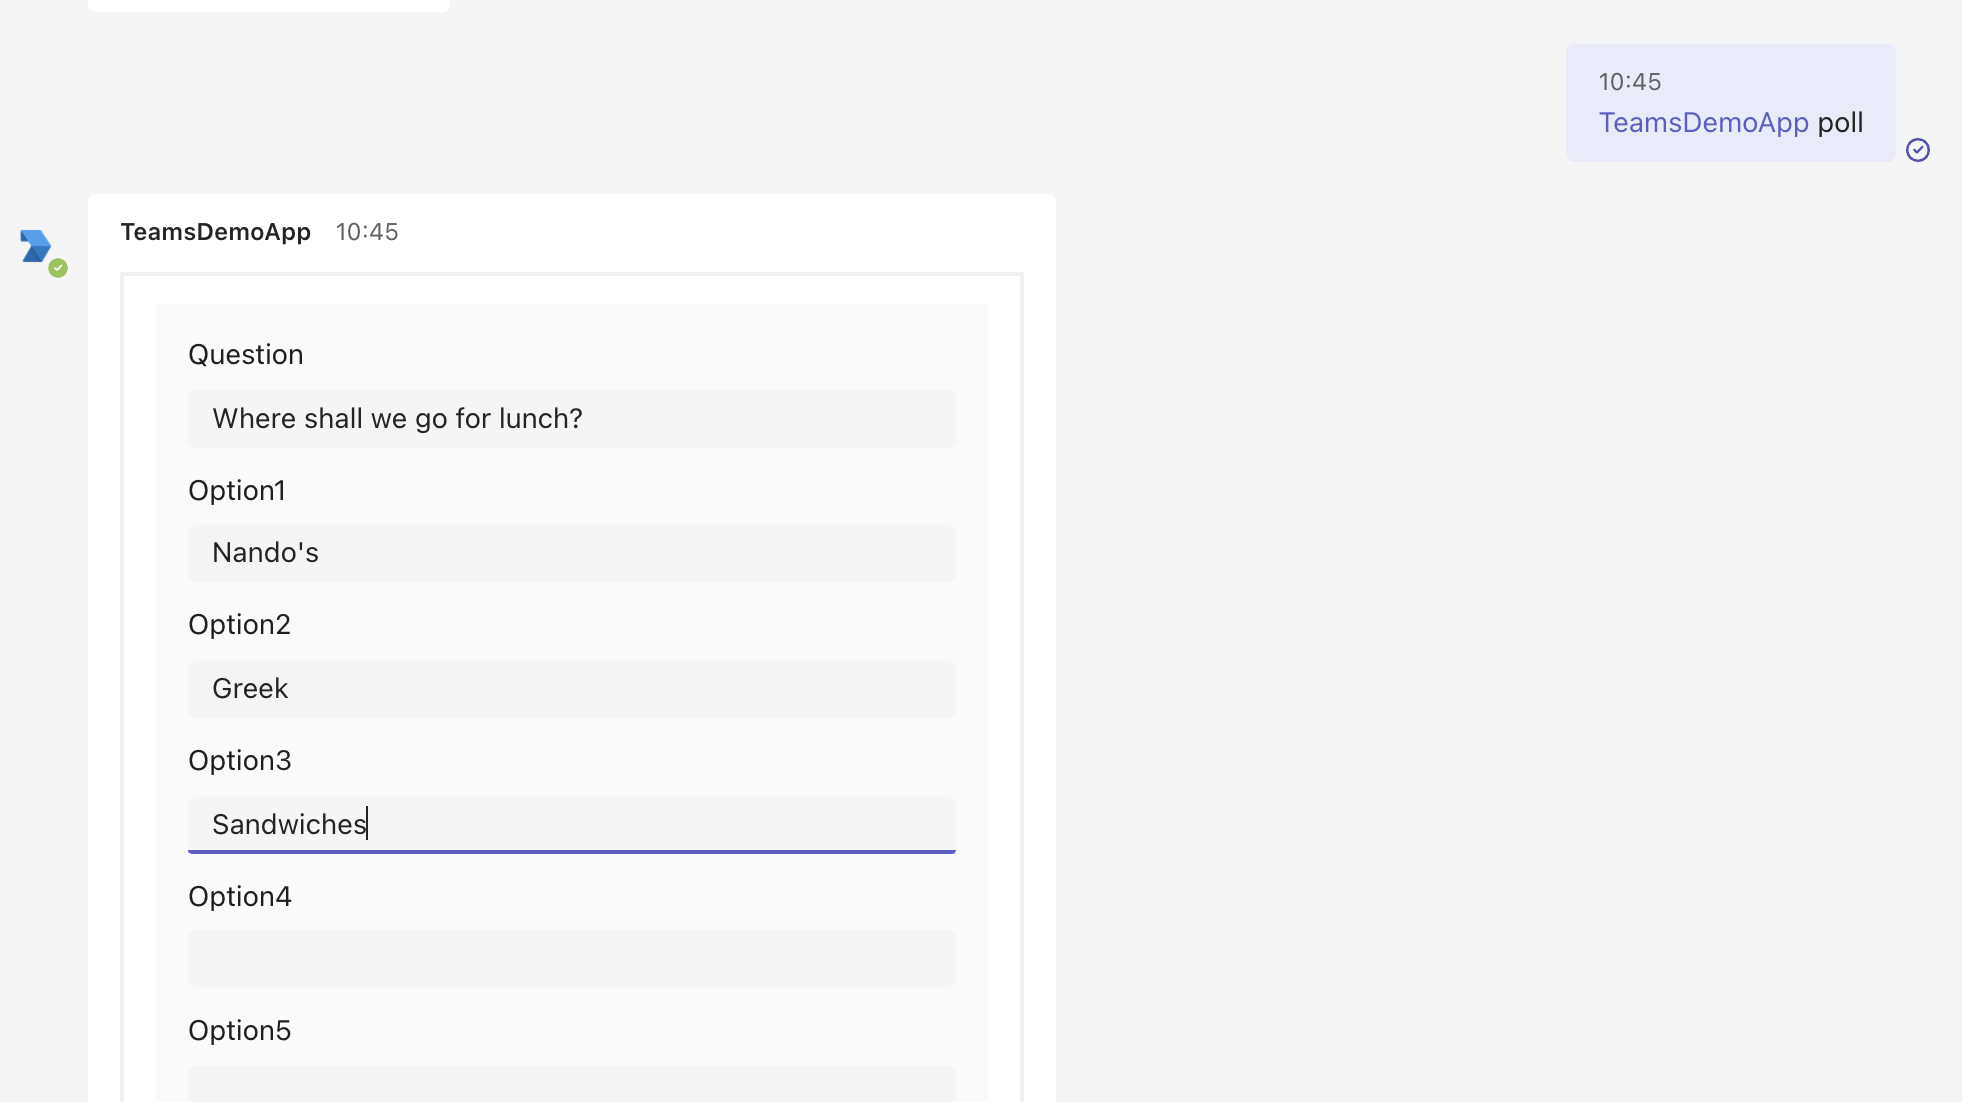 10:45
TeamsDemoApp poll
TeamsDemoApp 10:45
Question
Where shall we go for lunch?
Option1
Nando's
Option2
Greek
Option3
Sandwiches
Option4
Option5